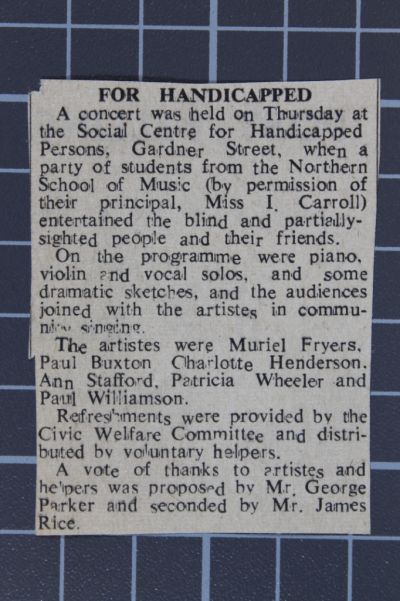 FOR HANDICAPPED
A concert was held on Thursday at
the Social Centre for Handicapped
Persons, Gardner Street, when a
party of students from the Northern
School of Music (by permission of
their principal, Miss I. Carroll)
entertained the blind and partially-
sighted people and their friends.
On the programme were piano,
violin and vocal solos, and some
dramatic sketches, and the audiences
joined with the artistes in commu-
nity singing.
The artistes were Muriel Fryers,
Paul Buxton Charlotte Henderson,
Ann Stafford, Patricia Wheeler and
Paul Williamson.
Refreshments were provided by the
Civic Welfare Committee and distri-
buted by voluntary helpers.
A vote of thanks to artistes and
helpers was proposed by Mr. George
Parker and seconded by Mr. James
Rice.